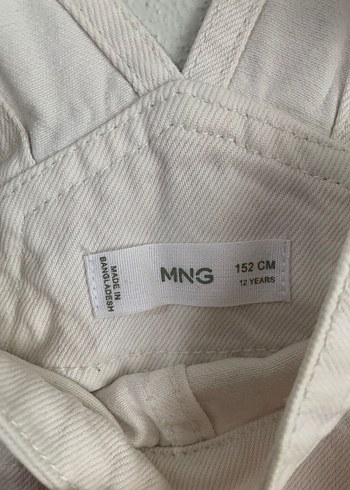 MADE IN
BANGLADESH
MNG
152 CM
12 YEARS